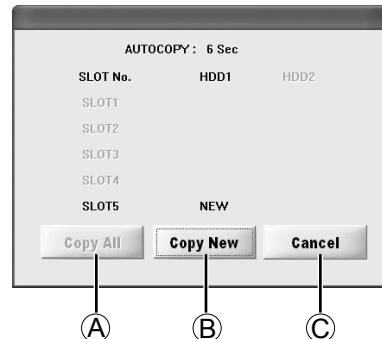 AUTOCOPY : 6 Sec
SLOT No. HDD1 HDD2
SLOT1
SLOT2
SLOT3
SLOT4
SLOT5 NEW
Copy All Copy New Cancel
A B C